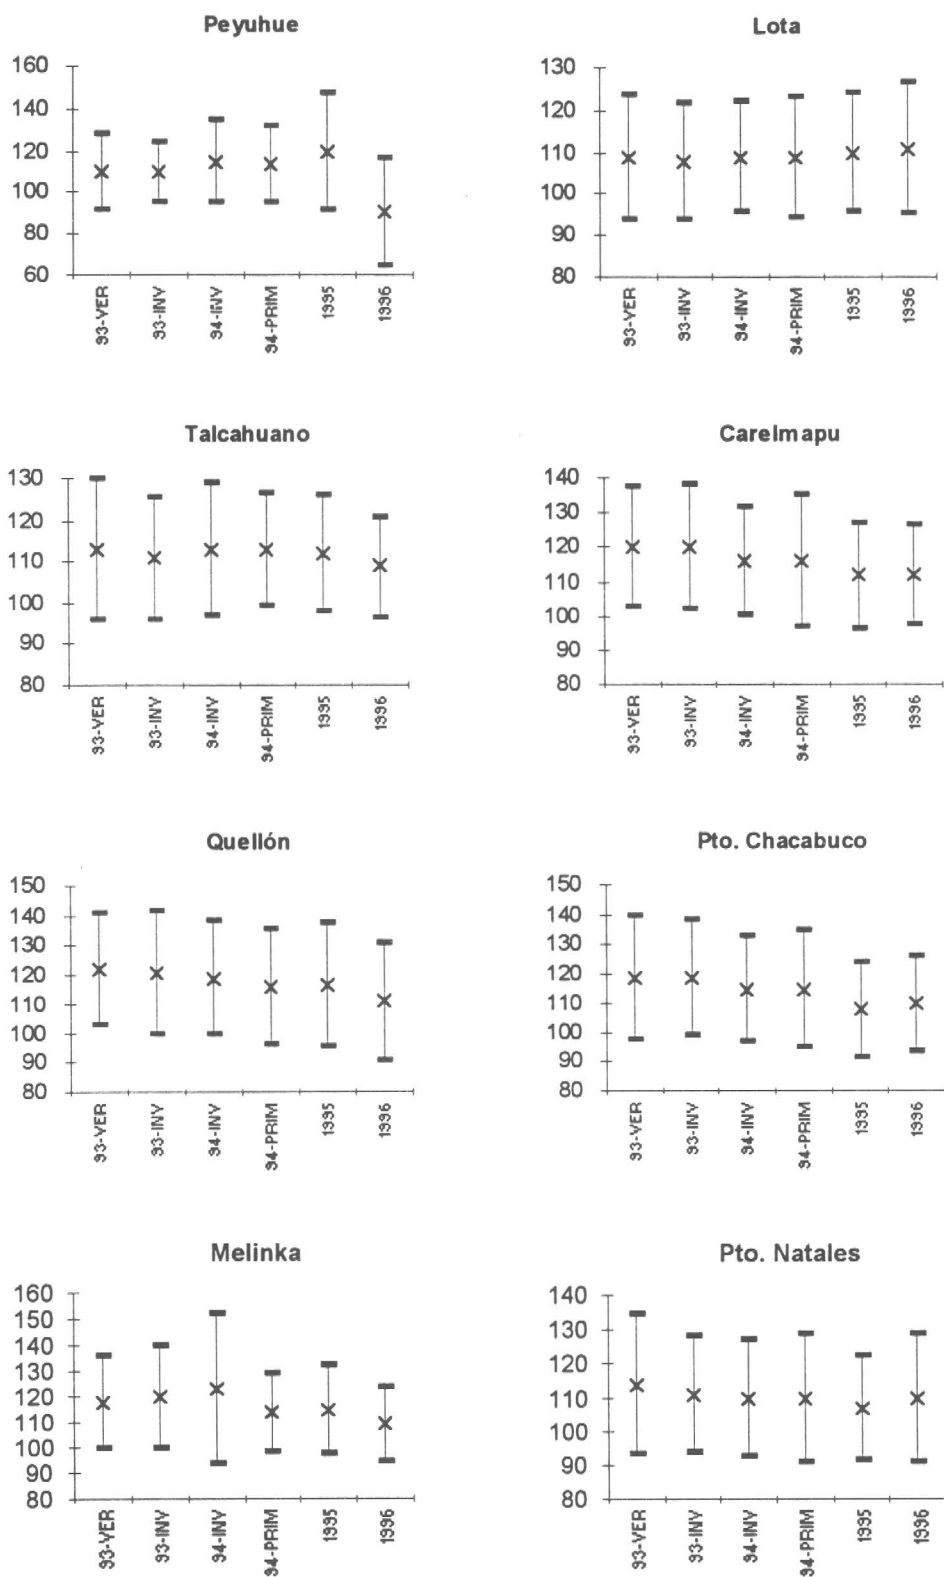 Peyuhue
160
140
120
100
80
60
93-VER
93-INV
94-INV
94-PRIM
1995
1996
Lota
130
120
110
100
90
80
93-VER
93-INV
94-INV
94-PRIM
1995
1996
Talcahuano
130
120
110
100
90
80
93-VER
93-INV
94-INV
94-PRIM
1995
1996
Carelmapu
140
130
120
110
100
90
80
93-VER
93-INV
94-INV
94-PRIM
1995
1996
Quellón
150
140
130
120
110
100
90
80
93-VER
93-INV
94-INV
94-PRIM
1995
1996
Pto. Chacabuco
150
140
130
120
110
100
90
80
93-VER
93-INV
94-INV
94-PRIM
1995
1996
Melinka
160
150
140
130
120
110
100
90
80
93-VER
93-INV
94-INV
94-PRIM
1995
1996
Pto. Natales
140
130
120
110
100
90
80
93-VER
93-INV
94-INV
94-PRIM
1995
1996